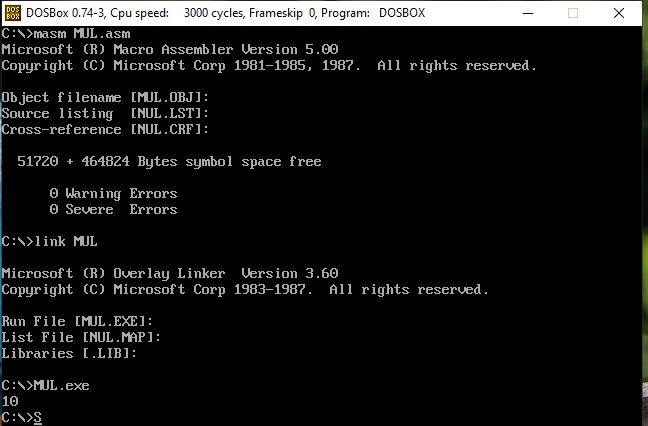 DOSBox 0.74-3, Cpu speed:    3000 cycles, Frameskip  0, Program:   DOSBOX
C:\>masm MUL.asm
Microsoft (R) Macro Assembler Version 5.00
Copyright (C) Microsoft Corp 1981-1985, 1987.  All rights reserved.
Object filename [MUL.OBJ]:
Source listing  [NUL.LST]:
Cross-reference [NUL.CRF]:
  51720 + 464824 Bytes symbol space free
      0 Warning Errors
      0 Severe  Errors
C:\>link MUL
Microsoft (R) Overlay Linker  Version 3.60
Copyright (C) Microsoft Corp 1983-1987.  All rights reserved.
Run File [MUL.EXE]:
List File [NUL.MAP]:
Libraries [.LIB]:
C:\>MUL.exe
10
C:\>S